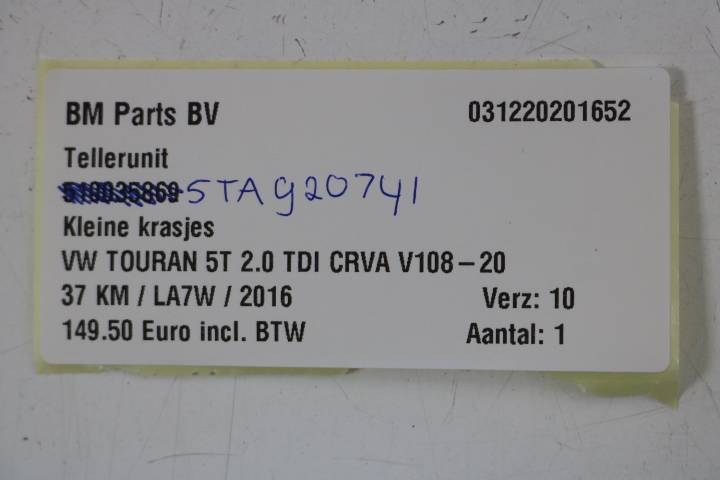 BM Parts BV 031220201652
Tellerunit
5TA920741
Kleine krasjes
VW TOURAN 5T 2.0 TDI CRVA V108-20
37 KM / LA7W / 2016 Verz: 10
149.50 Euro incl. BTW Aantal: 1